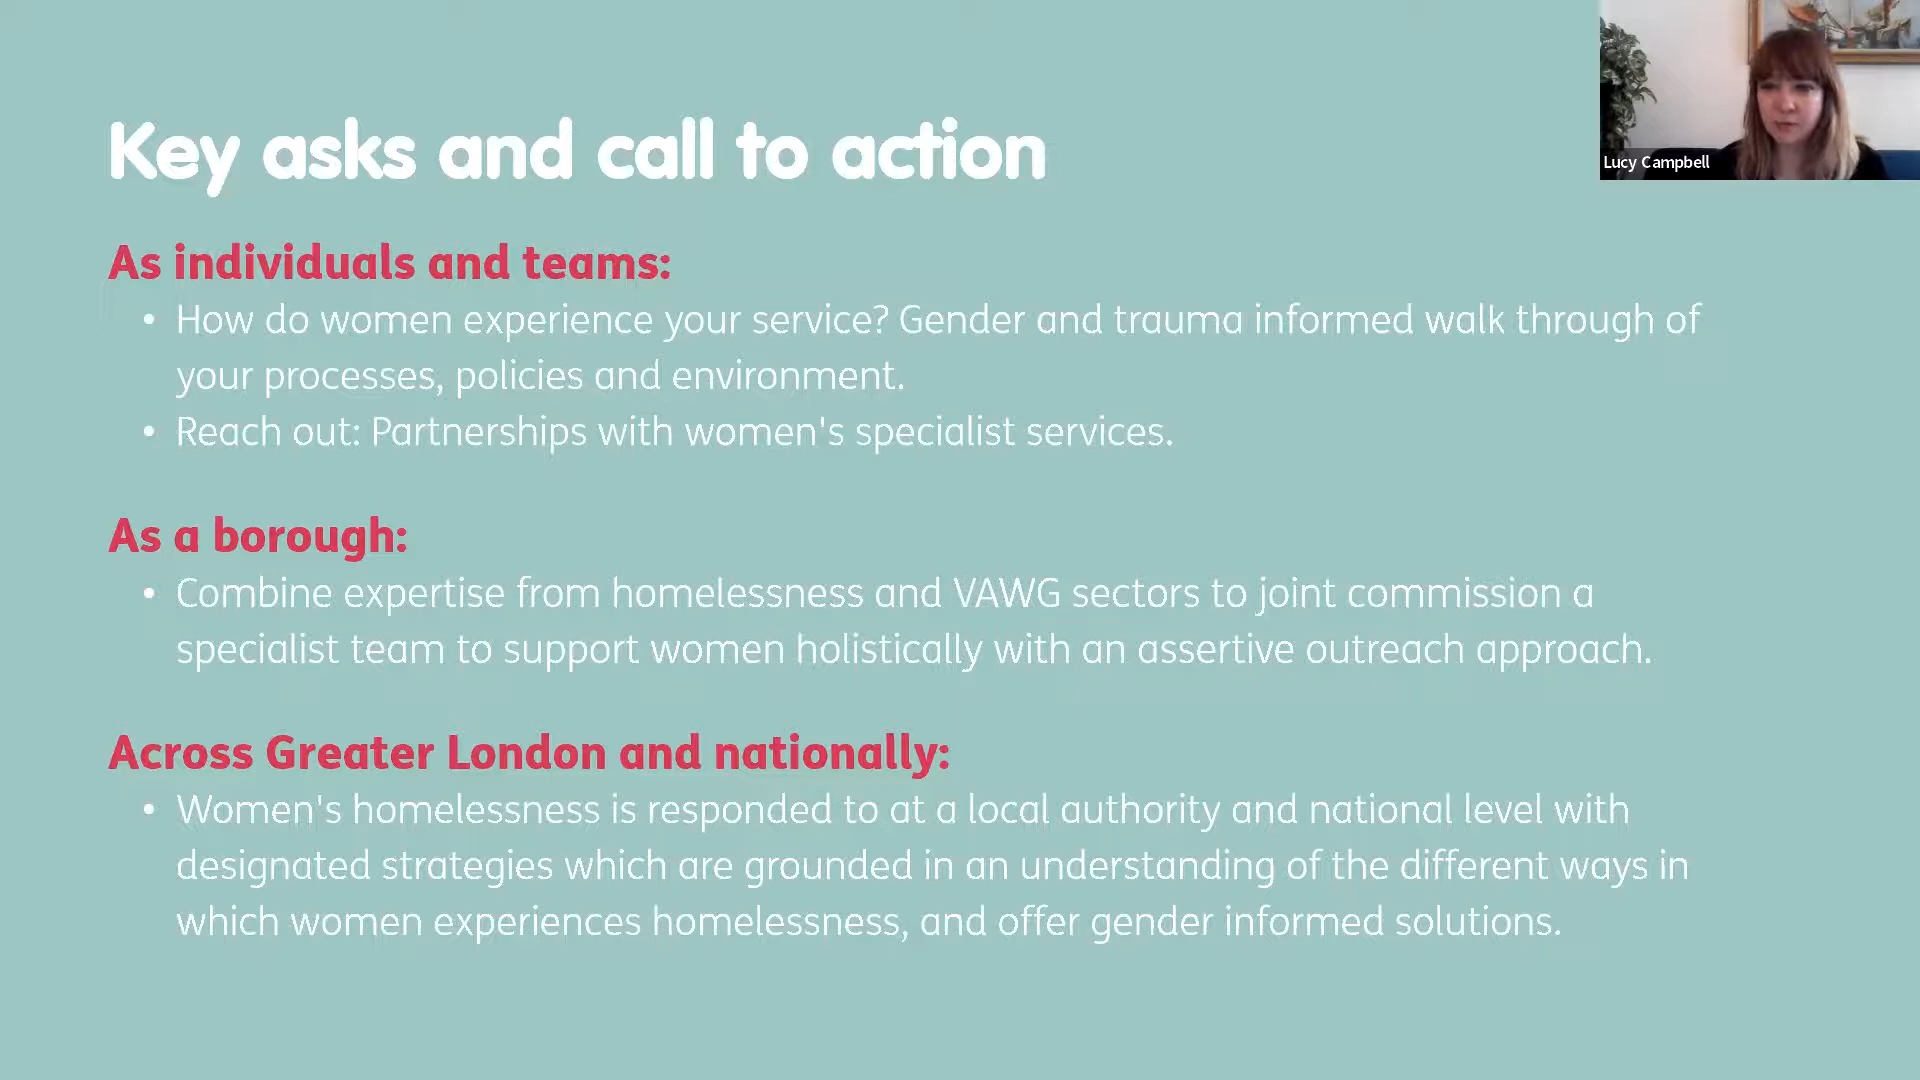 Key asks and call to action
Lucy Campbell
As individuals and teams:
• How do women experience your service? Gender and trauma informed walk through of
your processes, policies and environment.
• Reach out: Partnerships with women's specialist services.
As a borough:
• Combine expertise from homelessness and VAWG sectors to joint commission a
specialist team to support women holistically with an assertive outreach approach.
Across Greater London and nationally:
• Women's homelessness is responded to at a local authority and national level with
designated strategies which are grounded in an understanding of the different ways in
which women experiences homelessness, and offer gender informed solutions.